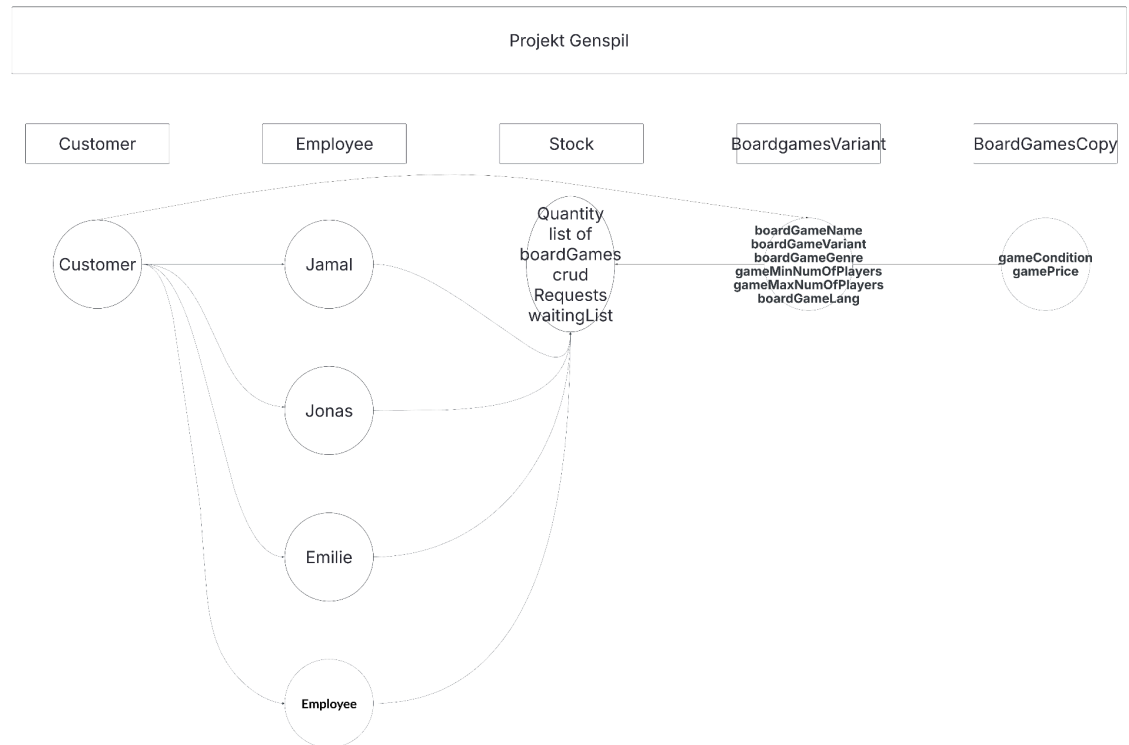 Projekt Genspil
Customer
Employee
Stock
BoardgamesVariant
BoardGamesCopy
Customer
Jamal
Quantity
list of
boardGames
crud
Requests
waitingList
boardGameName
boardGameVariant
boardGameGenre
gameMinNumOfPlayers
gameMaxNumOfPlayers
boardGameLang
gameCondition
gamePrice
Jonas
Emilie
Employee